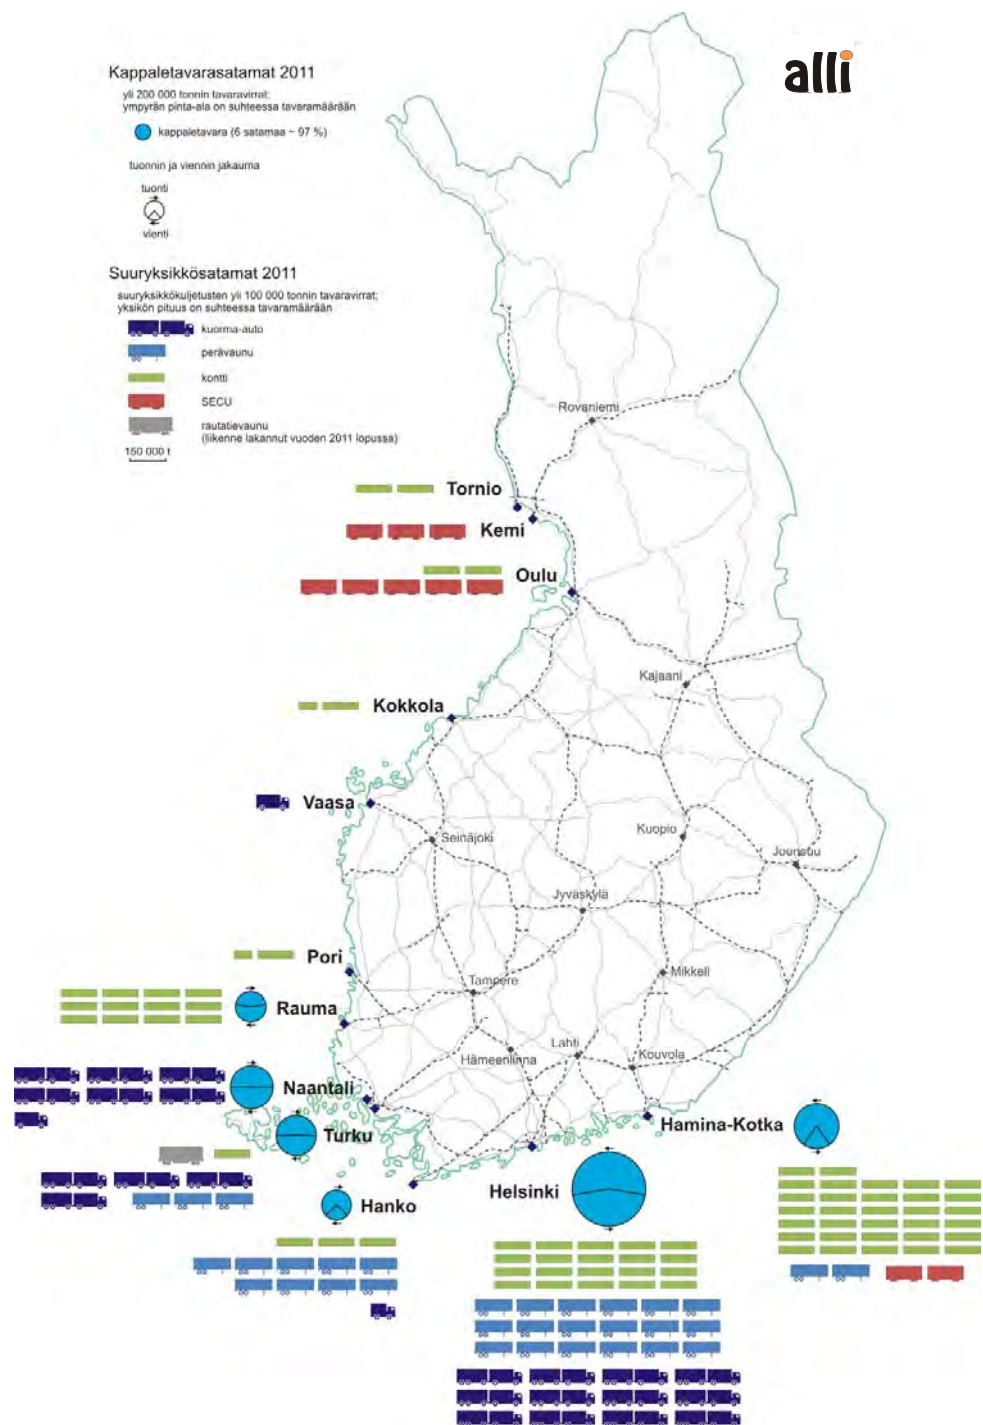 alli
Kappaletavarasatamat 2011
yli 200 000 tonnin tavaravirrat;
ympyrän pinta-ala on suhteessa tavaramäärään
kappaletavara (6 satamaa ~ 97 %)
tuonnin ja viennin jakauma
tuonti
vienti
Suuryksikkösatamat 2011
suuryksikkökuljetusten yli 100 000 tonnin tavaravirrat;
yksikön pituus on suhteessa tavaramäärään
kuorma-auto
perävaunu
kontti
SECU
rautatievaunu
(liikenne lakannut vuoden 2011 lopussa)
150 000 t
Rovaniemi
Tornio
Kemi
Oulu
Kajaani
Kokkola
Vaasa
Seinäjoki
Kuopio
Joensuu
Jyväskylä
Pori
Tampere
Mikkeli
Rauma
Hämeenlinna
Lahti
Kouvola
Naantali
Turku
Hamina-Kotka
Hanko
Helsinki